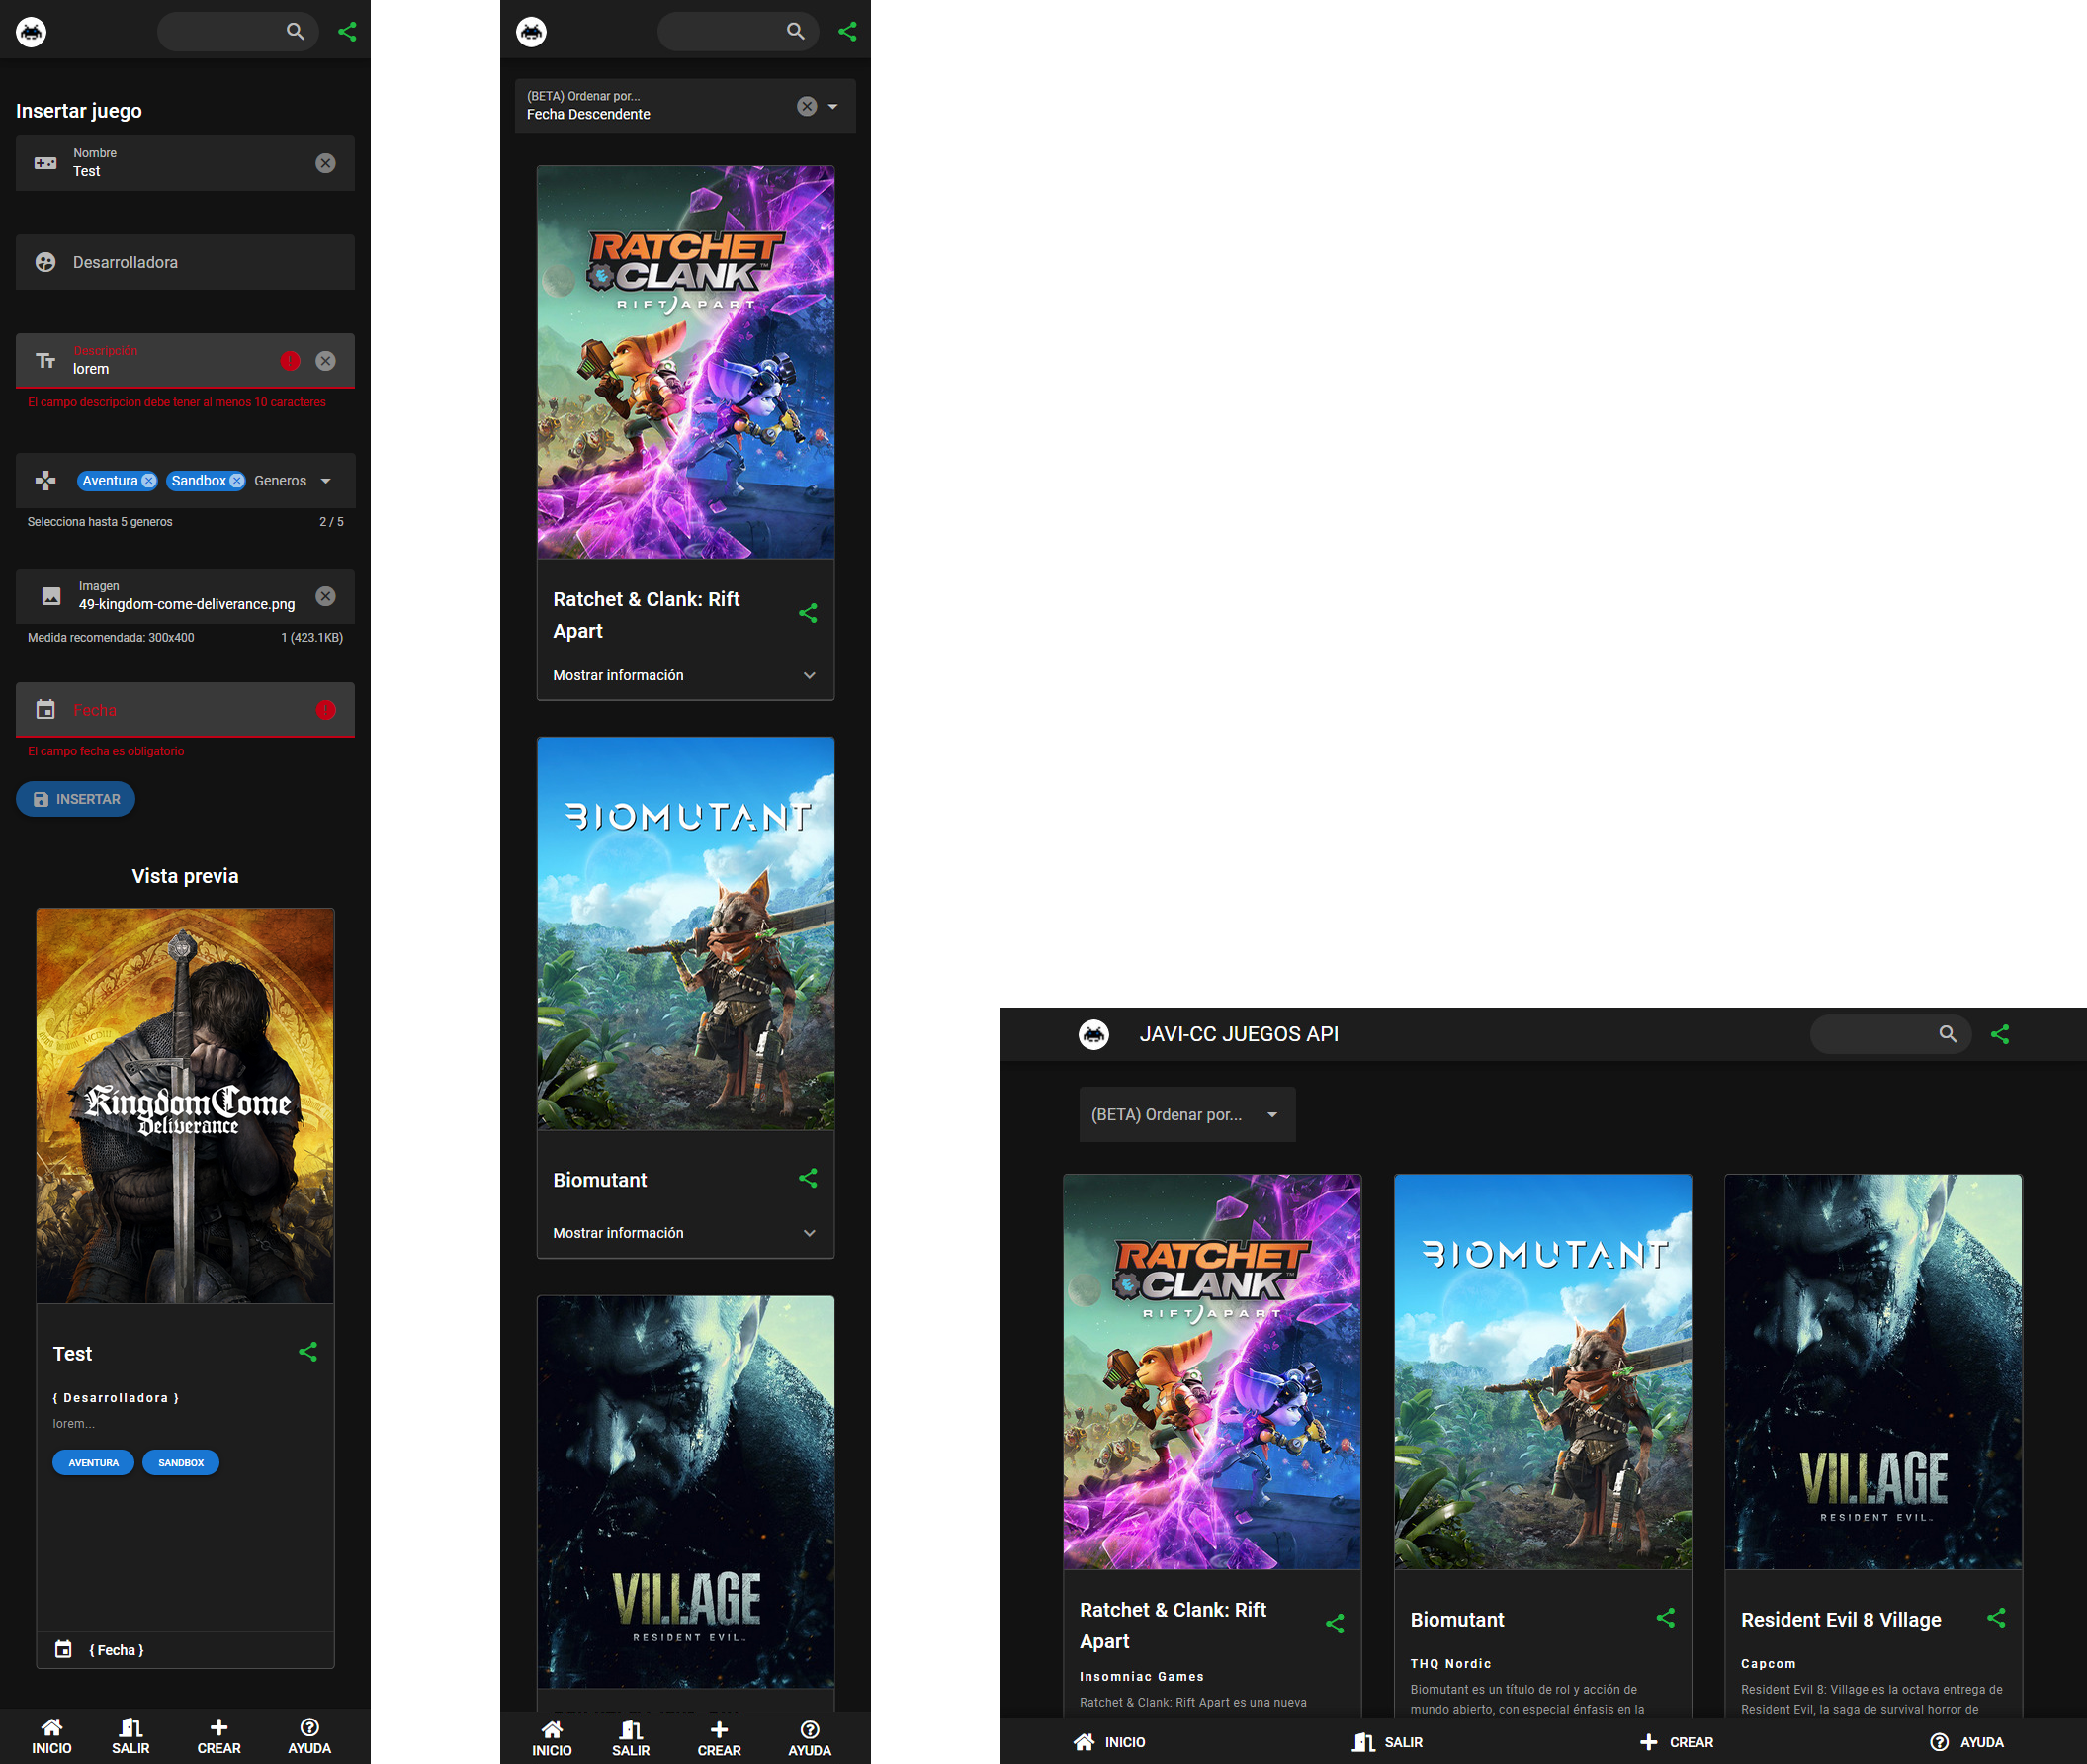 Insertar juego
Nombre
Test
Desarrolladora
Descripción
lorem
El campo descripcion debe tener al menos 10 caracteres
Aventura Sandbox Generos
Selecciona hasta 5 generos 2 / 5
Imagen
49-kingdom-come-deliverance.png
Medida recomendada: 300x400 1 (423.1KB)
Fecha
El campo fecha es obligatorio
INSERTAR
Vista previa
Kingdom Come
Deliverance
Test
{ Desarrolladora }
lorem...
AVENTURA SANDBOX
{ Fecha }
INICIO SALIR CREAR AYUDA
(BETA) Ordenar por...
Fecha Descendente
RATCHET
CLANK™
RIFT APART
Ratchet & Clank: Rift
Apart
Mostrar información
BIOMUTANT
Biomutant
Mostrar información
VILLAGE
RESIDENT EVIL™
INICIO SALIR CREAR AYUDA
JAVI-CC JUEGOS API
(BETA) Ordenar por...
RATCHET
CLANK™
RIFT APART
Ratchet & Clank: Rift
Apart
Insomniac Games
Ratchet & Clank: Rift Apart es una nueva
BIOMUTANT
Biomutant
THQ Nordic
Biomutant es un título de rol y acción de
mundo abierto, con especial énfasis en la
VILLAGE
RESIDENT EVIL™
Resident Evil 8 Village
Capcom
Resident Evil 8: Village es la octava entrega de
Resident Evil, la saga de survival horror de
INICIO SALIR CREAR AYUDA